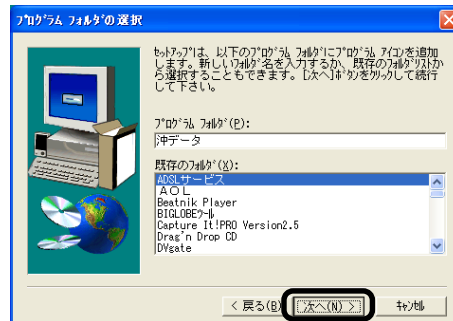 ﾌﾟﾛｸﾞﾗﾑ ﾌｫﾙﾀﾞの選択
ｾｯﾄｱｯﾌﾟは、以下のﾌﾟﾛｸﾞﾗﾑ ﾌｫﾙﾀﾞにﾌﾟﾛｸﾞﾗﾑ ｱｲｺﾝを追加
します。新しいﾌｫﾙﾀﾞ名を入力するか、既存のﾌｫﾙﾀﾞﾘｽﾄか
ら選択することもできます。[次へ]ﾎﾞﾀﾝをｸﾘｯｸして続行
して下さい。
ﾌﾟﾛｸﾞﾗﾑ ﾌｫﾙﾀﾞ(P):
沖データ
既存のﾌｫﾙﾀﾞ(X):
ADSLサービス
ＡＯＬ
Beatnik Player
BIGLOBEﾂｰﾙ
Capture It!PRO Version2.5
Drag'n Drop CD
DVgate
< 戻る(B)
次へ(N) >
ｷｬﾝｾﾙ